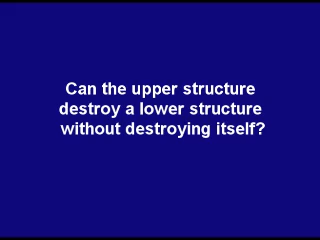 Can the upper structure
destroy a lower structure
without destroying itself?